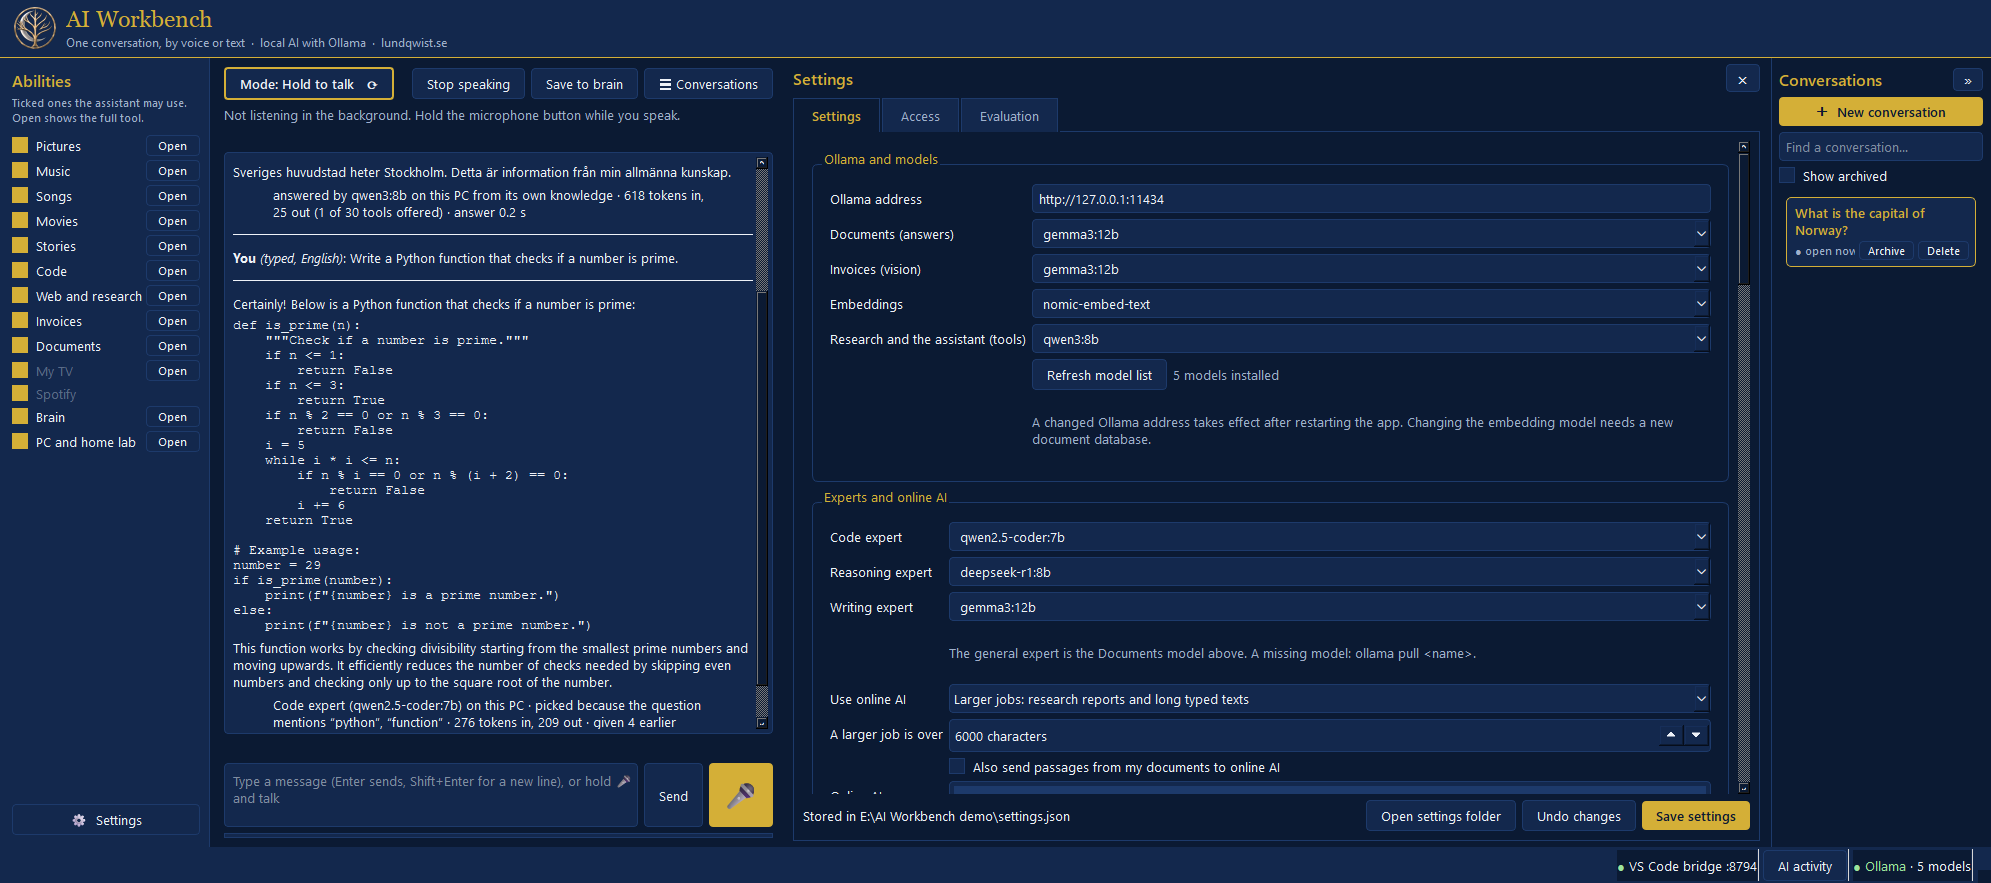 AI Workbench
One conversation, by voice or text · local AI with Ollama · lundqwist.se
Abilities
Ticked ones the assistant may use.
Open shows the full tool.
Pictures Open
Music Open
Songs Open
Movies Open
Stories Open
Code Open
Web and research Open
Invoices Open
Documents Open
My TV Open
Spotify
Brain Open
PC and home lab Open
Settings
Mode: Hold to talk
Stop speaking
Save to brain
Conversations
Not listening in the background. Hold the microphone button while you speak.
Sveriges huvudstad heter Stockholm. Detta är information från min allmänna kunskap.
answered by qwen3:8b on this PC from its own knowledge · 618 tokens in,
25 out (1 of 30 tools offered) · answer 0.2 s
You (typed, English): Write a Python function that checks if a number is prime.
Certainly! Below is a Python function that checks if a number is prime:
def is_prime(n):
    """Check if a number is prime."""
    if n <= 1:
        return False
    if n <= 3:
        return True
    if n % 2 == 0 or n % 3 == 0:
        return False
    i = 5
    while i * i <= n:
        if n % i == 0 or n % (i + 2) == 0:
            return False
        i += 6
    return True
# Example usage:
number = 29
if is_prime(number):
    print(f"{number} is a prime number.")
else:
    print(f"{number} is not a prime number.")
This function works by checking divisibility starting from the smallest prime numbers and
moving upwards. It efficiently reduces the number of checks needed by skipping even
numbers and checking only up to the square root of the number.
Code expert (qwen2.5-coder:7b) on this PC · picked because the question
mentions “python”, “function” · 276 tokens in, 209 out · given 4 earlier
Type a message (Enter sends, Shift+Enter for a new line), or hold 🎤
and talk
Send
Settings
Settings
Access
Evaluation
Ollama and models
Ollama address http://127.0.0.1:11434
Documents (answers) gemma3:12b
Invoices (vision) gemma3:12b
Embeddings nomic-embed-text
Research and the assistant (tools) qwen3:8b
Refresh model list 5 models installed
A changed Ollama address takes effect after restarting the app. Changing the embedding model needs a new
document database.
Experts and online AI
Code expert qwen2.5-coder:7b
Reasoning expert deepseek-r1:8b
Writing expert gemma3:12b
The general expert is the Documents model above. A missing model: ollama pull <name>.
Use online AI Larger jobs: research reports and long typed texts
A larger job is over 6000 characters
Also send passages from my documents to online AI
Stored in E:\AI Workbench demo\settings.json
Open settings folder
Undo changes
Save settings
Conversations »
+ New conversation
Find a conversation...
Show archived
What is the capital of
Norway?
● open now Archive Delete
● VS Code bridge :8794
AI activity
● Ollama · 5 models